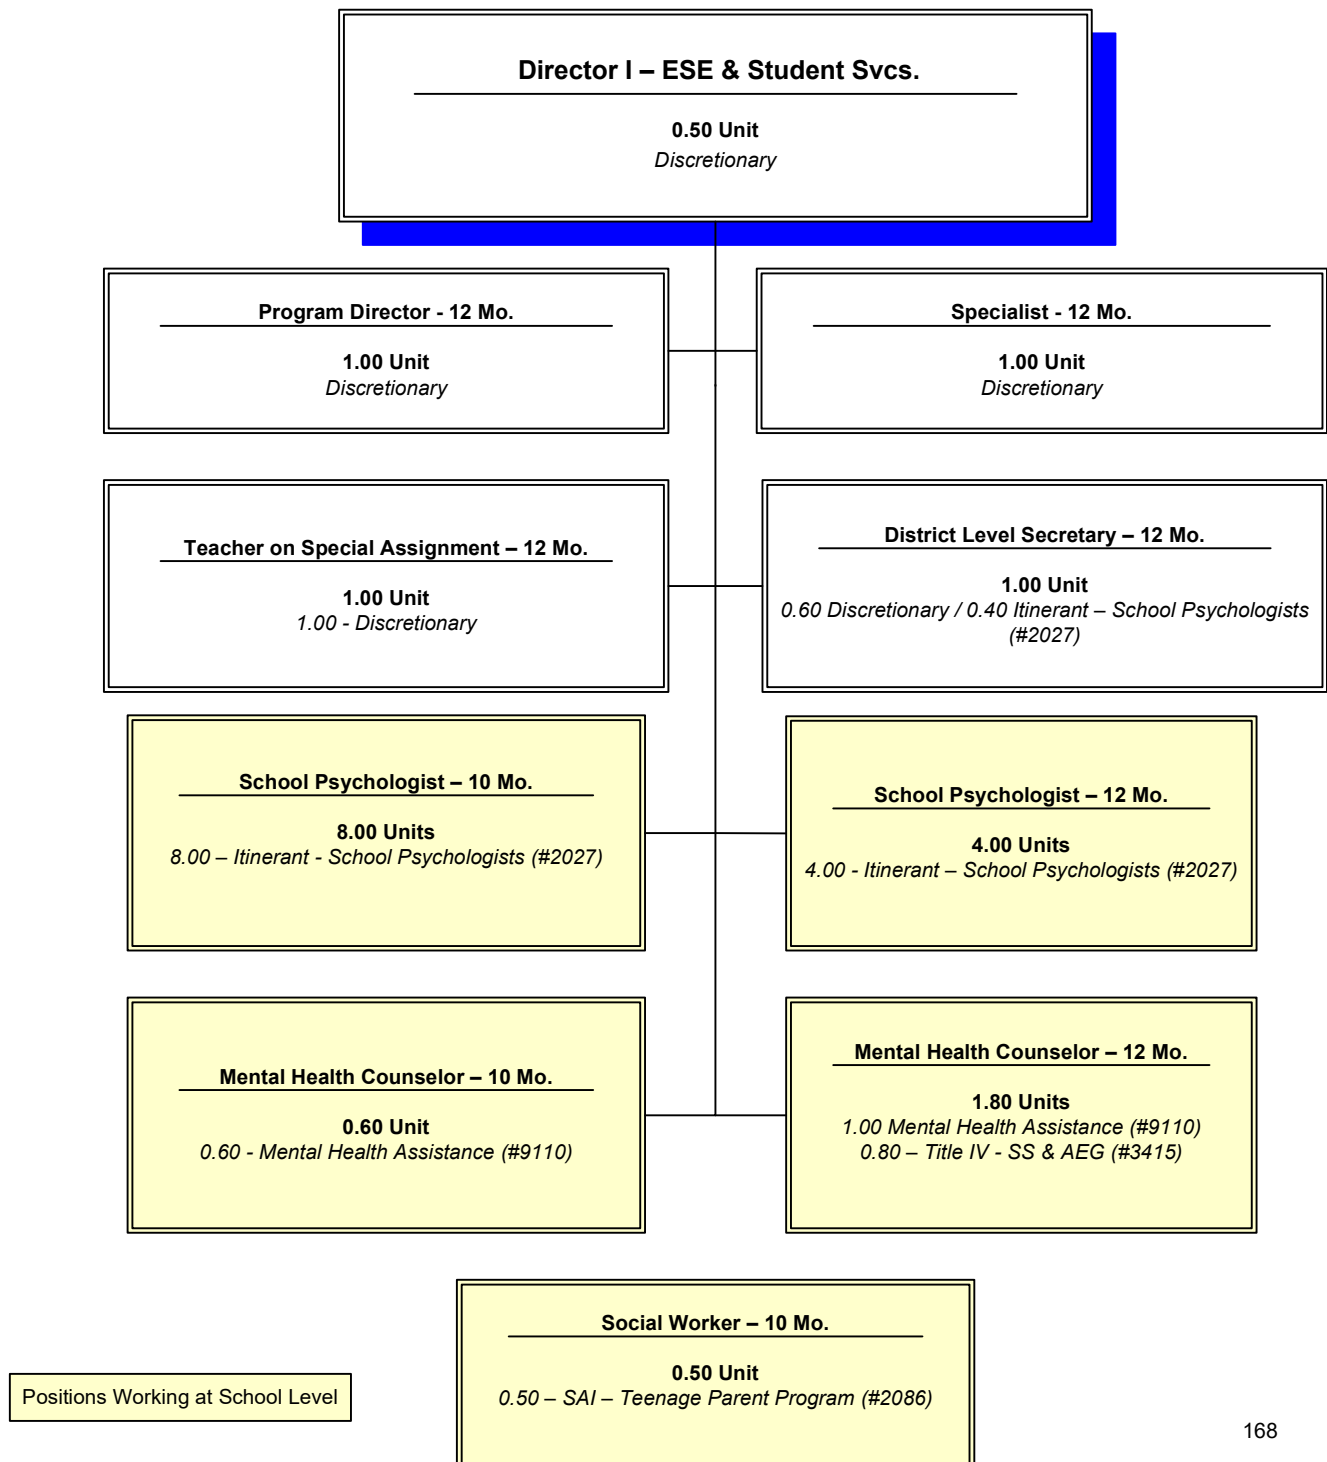 Director I – ESE & Student Svcs.
0.50 Unit
Discretionary
Program Director - 12 Mo.
1.00 Unit
Discretionary
Specialist - 12 Mo.
1.00 Unit
Discretionary
Teacher on Special Assignment – 12 Mo.
1.00 Unit
1.00 - Discretionary
District Level Secretary – 12 Mo.
1.00 Unit
0.60 Discretionary / 0.40 Itinerant – School Psychologists
(#2027)
School Psychologist – 10 Mo.
8.00 Units
8.00 – Itinerant - School Psychologists (#2027)
School Psychologist – 12 Mo.
4.00 Units
4.00 - Itinerant – School Psychologists (#2027)
Mental Health Counselor – 10 Mo.
0.60 Unit
0.60 - Mental Health Assistance (#9110)
Mental Health Counselor – 12 Mo.
1.80 Units
1.00 Mental Health Assistance (#9110)
0.80 – Title IV - SS & AEG (#3415)
Social Worker – 10 Mo.
0.50 Unit
0.50 – SAI – Teenage Parent Program (#2086)
Positions Working at School Level
168